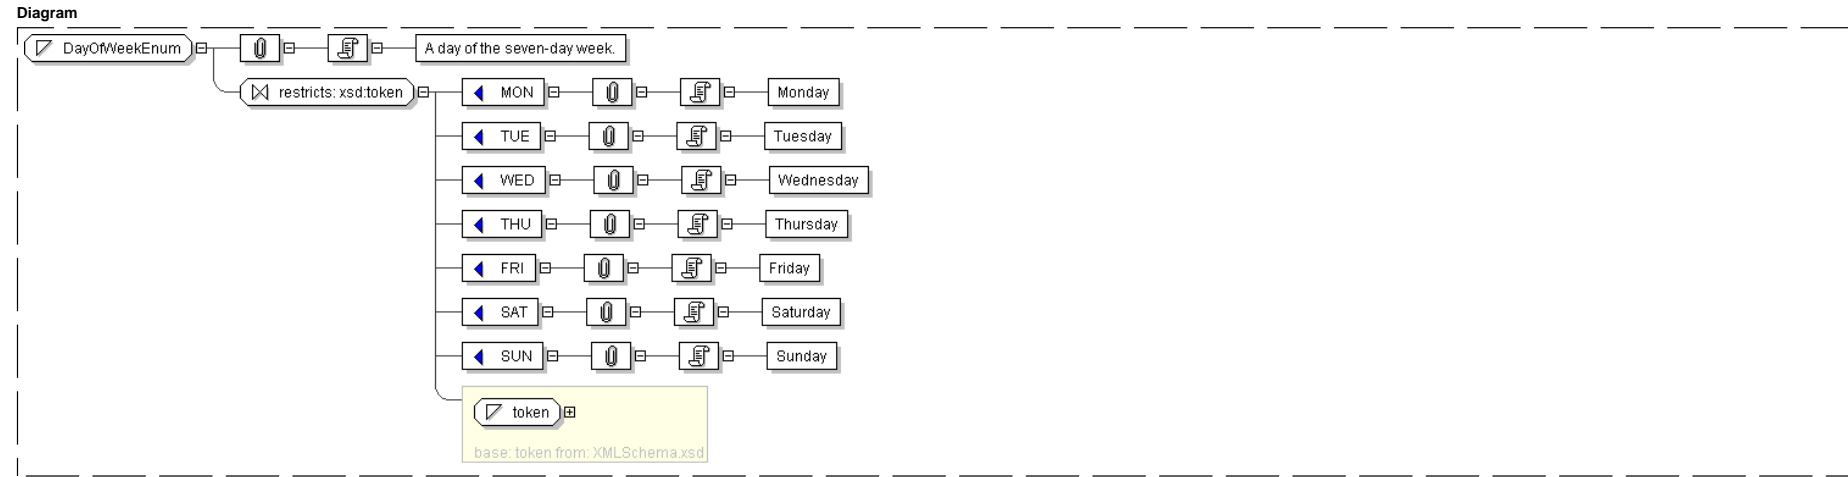 Diagram
DayOfWeekEnum A day of the seven-day week.
restricts: xsd:token MON Monday
TUE Tuesday
WED Wednesday
THU Thursday
FRI Friday
SAT Saturday
SUN Sunday
token
base: token from: XMLSchema.xsd